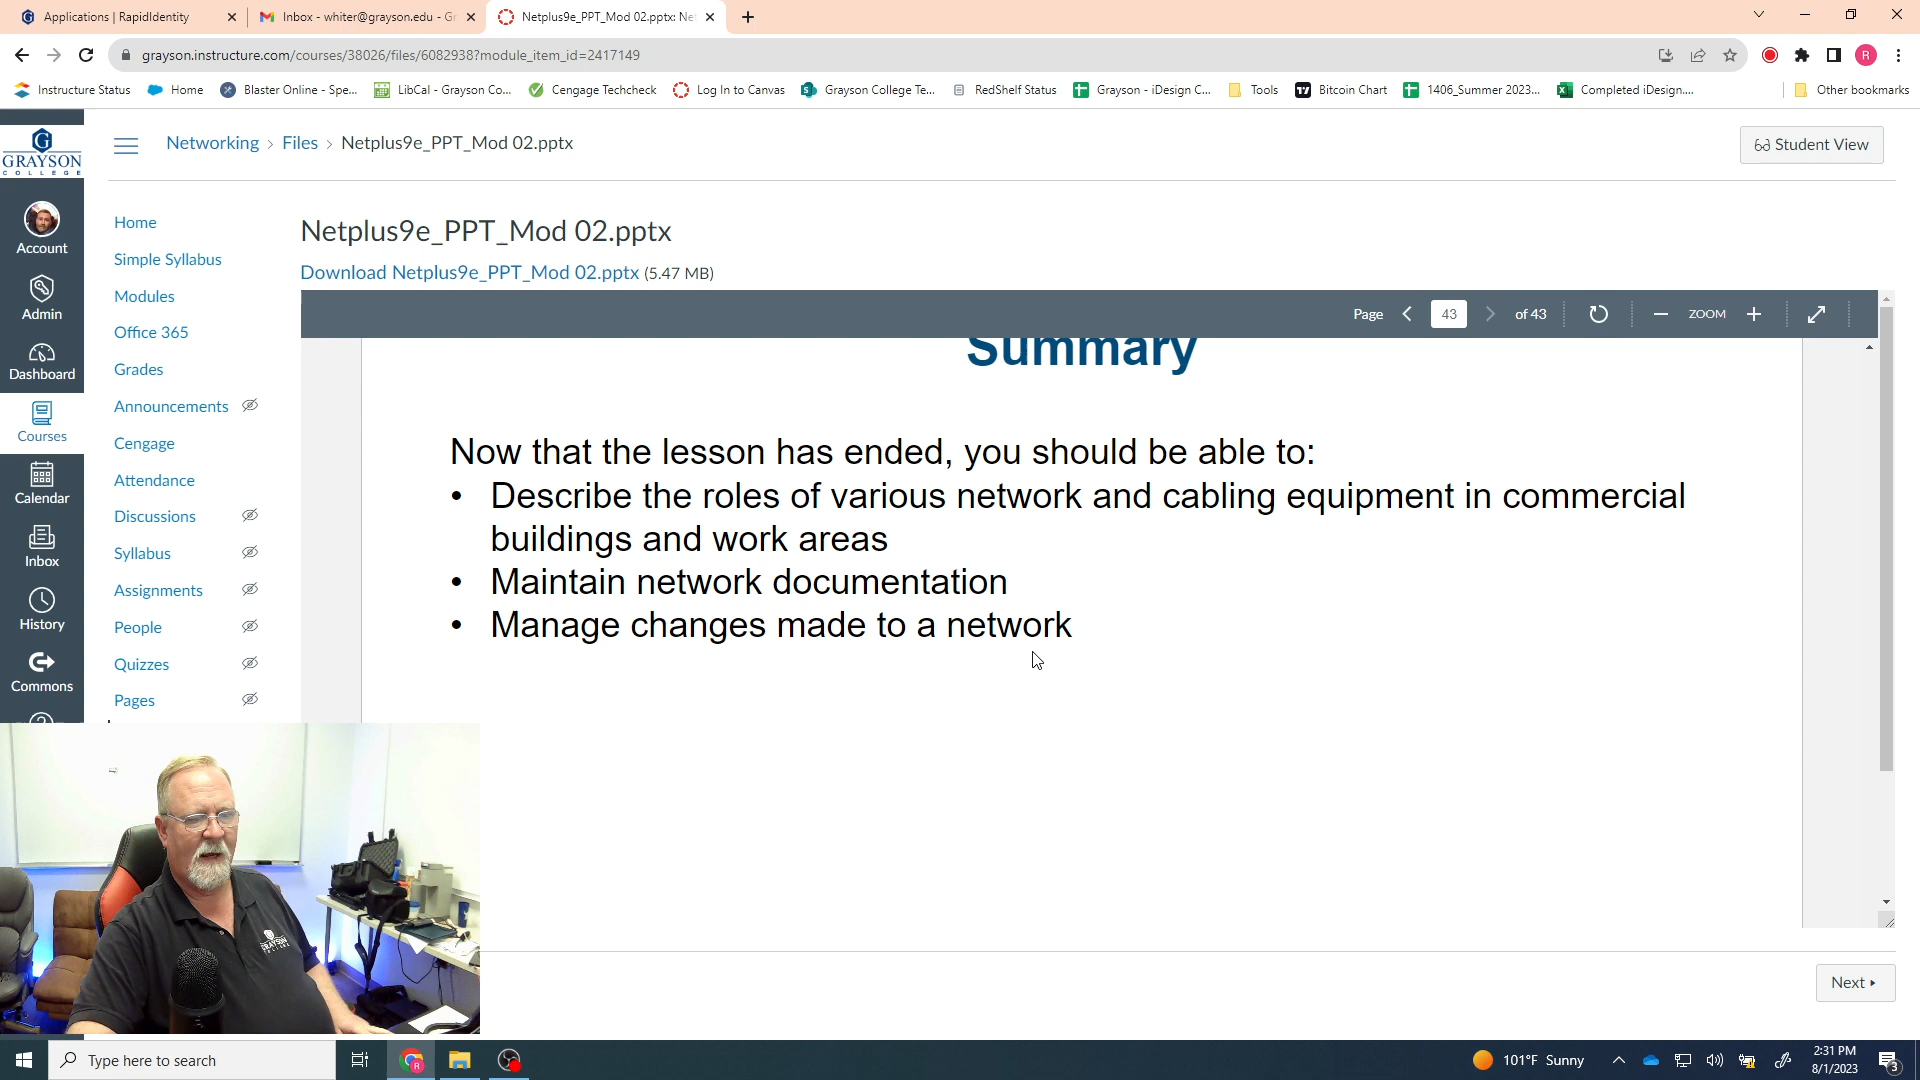 Applications | RapidIdentity
Inbox - whiter@grayson.edu - Gr
Netplus9e_PPT_Mod 02.pptx: Net
grayson.instructure.com/courses/38026/files/6082938?module_item_id=2417149
R
Instructure Status
Home
Blaster Online - Spe...
LibCal - Grayson Co...
Cengage Techcheck
Log In to Canvas
Grayson College Te...
RedShelf Status
Grayson - iDesign C...
Tools
Bitcoin Chart
1406_Summer 2023...
Completed iDesign....
Other bookmarks
GRAYSON
COLLEGE
Networking › Files › Netplus9e_PPT_Mod 02.pptx
Student View
Account
Admin
Dashboard
Courses
Calendar
Inbox
History
Commons
Home
Simple Syllabus
Modules
Office 365
Grades
Announcements
Cengage
Attendance
Discussions
Syllabus
Assignments
People
Quizzes
Pages
Netplus9e_PPT_Mod 02.pptx
Download Netplus9e_PPT_Mod 02.pptx (5.47 MB)
Page 43 of 43
ZOOM
Summary
Now that the lesson has ended, you should be able to:
• Describe the roles of various network and cabling equipment in commercial
buildings and work areas
• Maintain network documentation
• Manage changes made to a network
GRAYSON
COLLEGE
Next
Type here to search
101°F Sunny
2:31 PM
8/1/2023
3